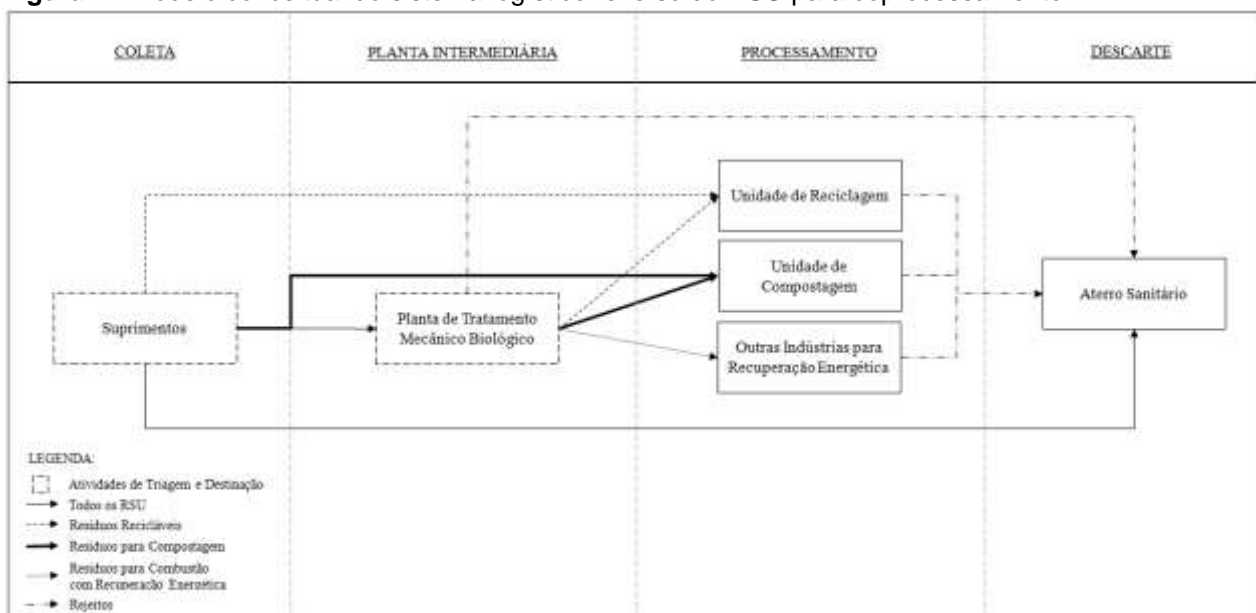 COLETA
PLANTA INTERMEDIÁRIA
PROCESSAMENTO
DESCARTE
Unidade de Reciclagem
Unidade de
Compostagem
Suprimentos
Planta de Tratamento
Mecânico Biológico
Outras Indústrias para
Recuperação Energética
Aterro Sanitário
LEGENDA:
Atividades de Triagem e Destinação
Todos os RSU
Resíduos Recicláveis
Resíduos para Compostagem
Resíduos para Combustão
com Recuperação Energética
Rejeitos